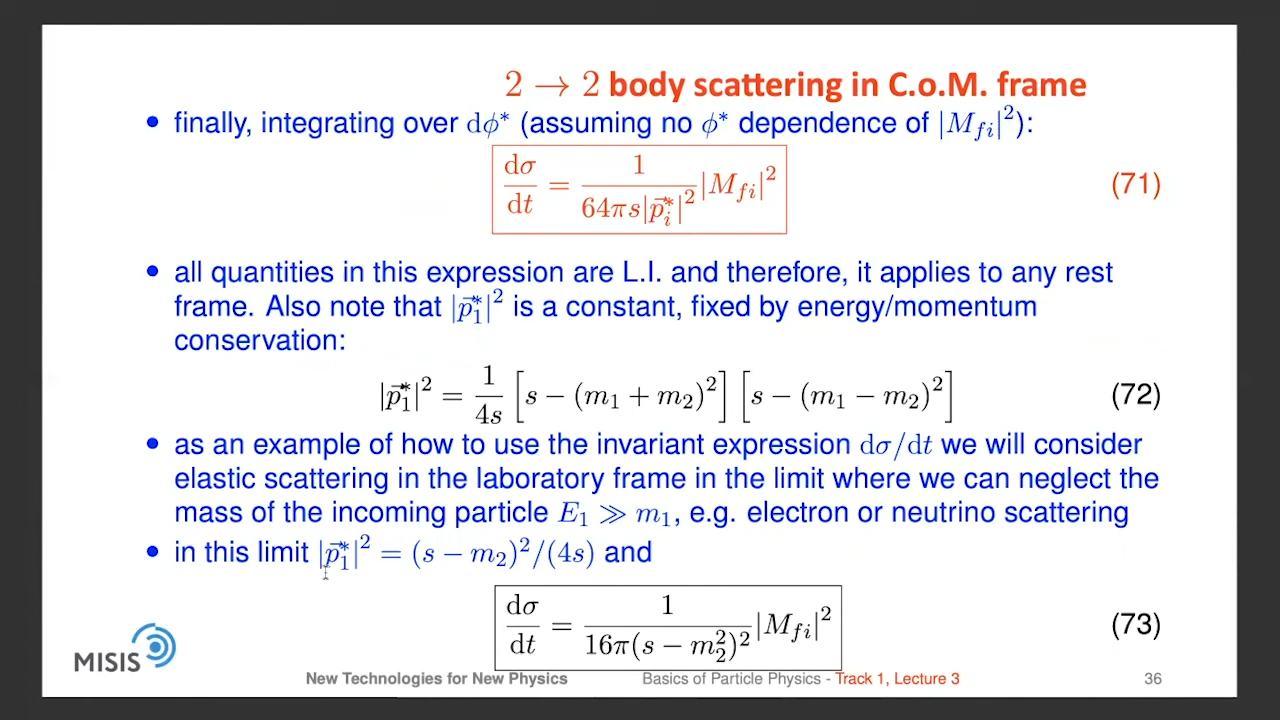 2 → 2 body scattering in C.o.M. frame
• finally, integrating over dϕ* (assuming no ϕ* dependence of |M_{fi}|²):
dσ/dt = 1/(64πs|p⃗*_i|²) |M_{fi}|² (71)
• all quantities in this expression are L.I. and therefore, it applies to any rest
frame. Also note that |p⃗*_1|² is a constant, fixed by energy/momentum
conservation:
|p⃗*_1|² = 1/(4s) [s − (m_1 + m_2)²] [s − (m_1 − m_2)²] (72)
• as an example of how to use the invariant expression dσ/dt we will consider
elastic scattering in the laboratory frame in the limit where we can neglect the
mass of the incoming particle E_1 ≫ m_1, e.g. electron or neutrino scattering
• in this limit |p⃗*_1|² = (s − m_2)²/(4s) and
dσ/dt = 1/(16π(s − m_2²)²) |M_{fi}|² (73)
MISIS
New Technologies for New Physics Basics of Particle Physics - Track 1, Lecture 3 36